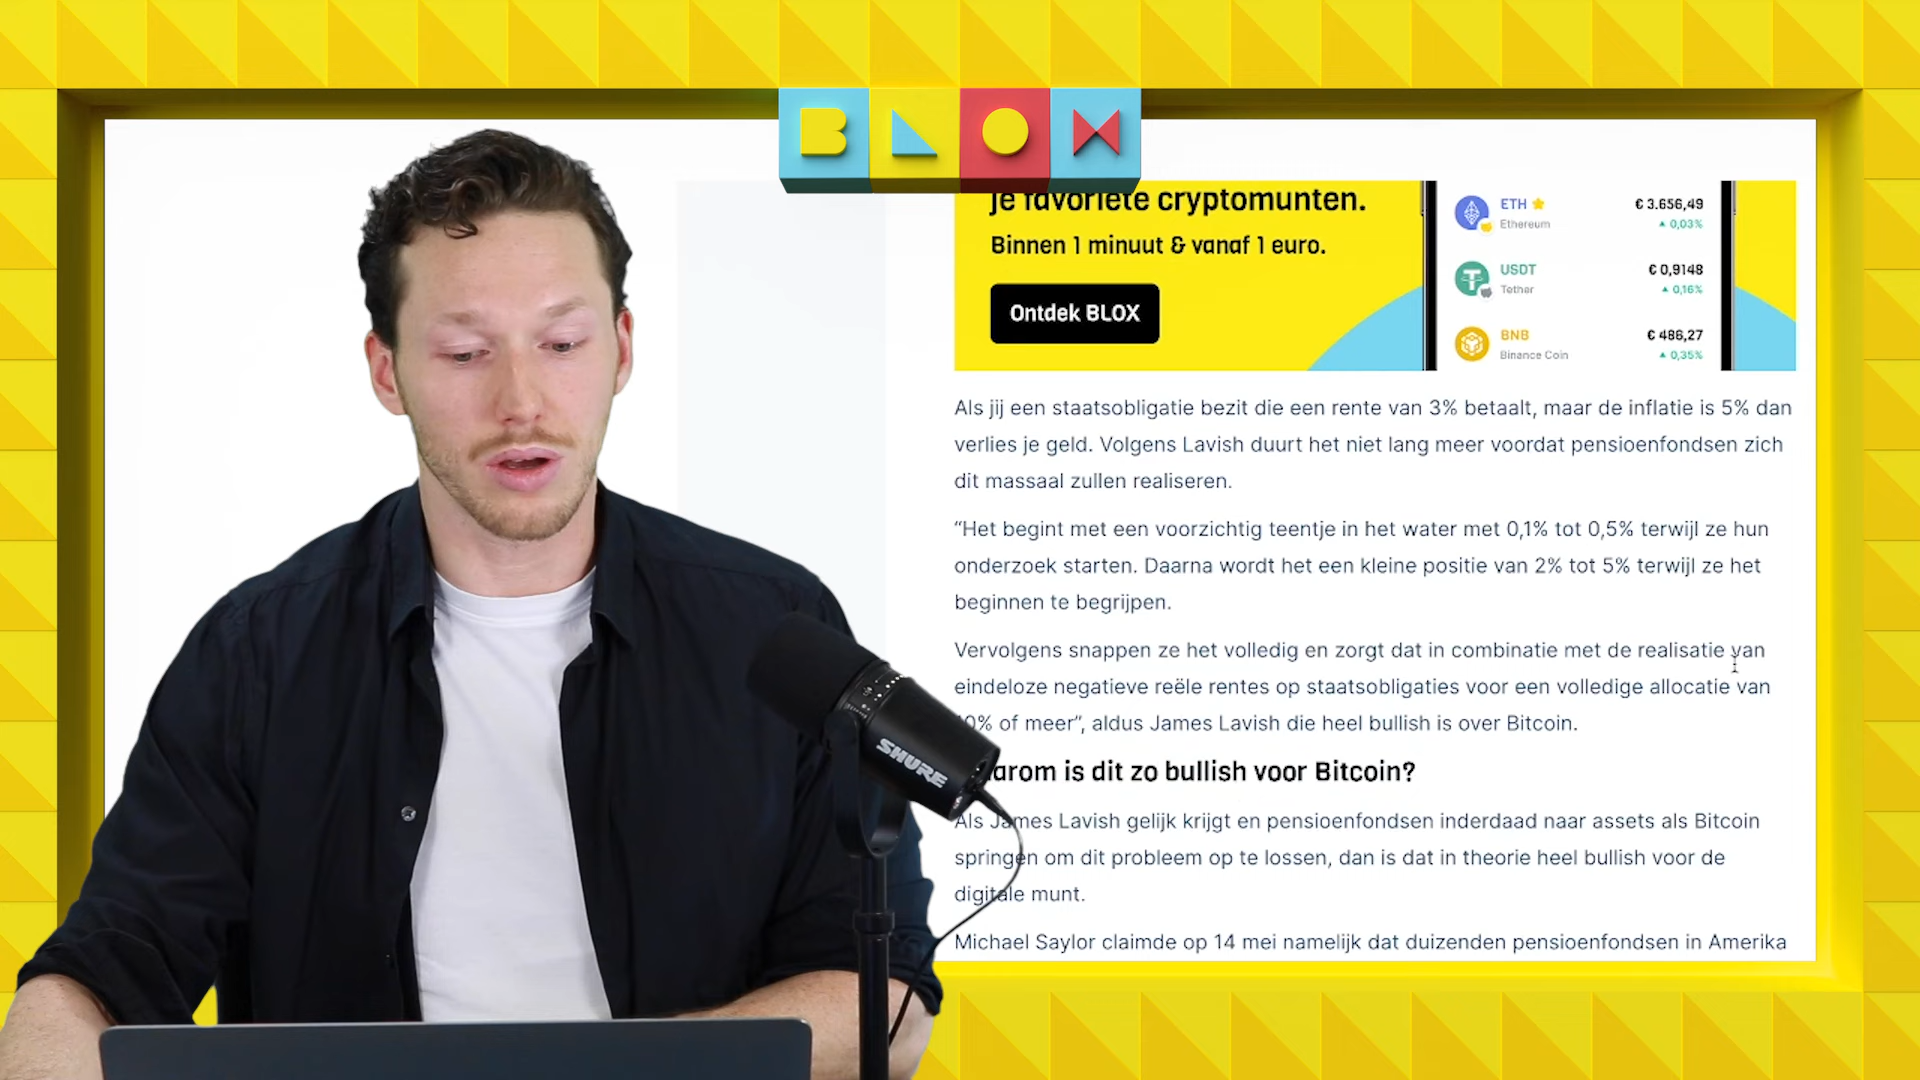 BLOX
je favoriete cryptomunten.
Binnen 1 minuut & vanaf 1 euro.
Ontdek BLOX
ETH € 3.656,49
Ethereum 0,03%
USDT € 0,9148
Tether 0,16%
BNB € 486,27
Binance Coin 0,35%
Als jij een staatsobligatie bezit die een rente van 3% betaalt, maar de inflatie is 5% dan
verlies je geld. Volgens Lavish duurt het niet lang meer voordat pensioenfondsen zich
dit massaal zullen realiseren.
“Het begint met een voorzichtig teentje in het water met 0,1% tot 0,5% terwijl ze hun
onderzoek starten. Daarna wordt het een kleine positie van 2% tot 5% terwijl ze het
beginnen te begrijpen.
Vervolgens snappen ze het volledig en zorgt dat in combinatie met de realisatie van
eindeloze negatieve reële rentes op staatsobligaties voor een volledige allocatie van
of meer”, aldus James Lavish die heel bullish is over Bitcoin.
is dit zo bullish voor Bitcoin?
Als James Lavish gelijk krijgt en pensioenfondsen inderdaad naar assets als Bitcoin
springen om dit probleem op te lossen, dan is dat in theorie heel bullish voor de
digitale munt.
Michael Saylor claimde op 14 mei namelijk dat duizenden pensioenfondsen in Amerika
SHURE